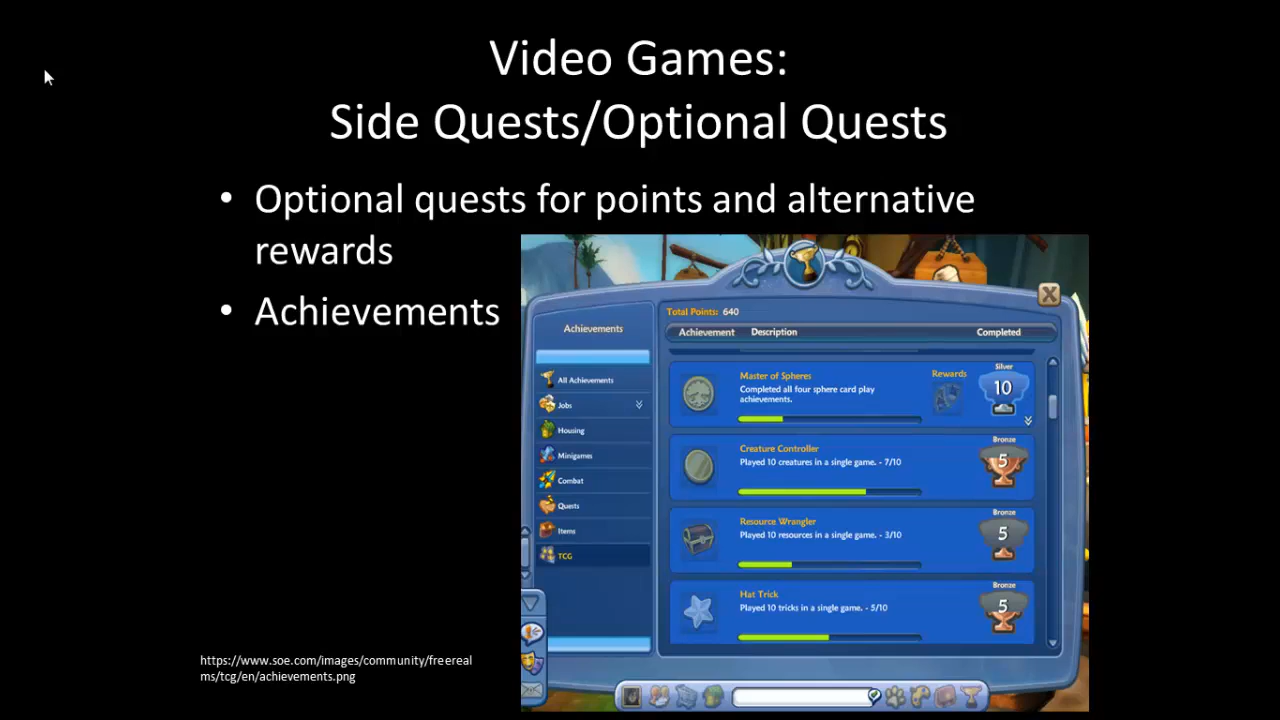 Video Games:
Side Quests/Optional Quests
• Optional quests for points and alternative
rewards
• Achievements
Achievements
All Achievements
Jobs
Housing
Minigames
Combat
Quests
Items
TCG
Total Points: 640
Achievement Description Completed
Master of Spheres
Completed all four sphere card play
achievements.
Rewards
Silver
10
Creature Controller
Played 10 creatures in a single game. - 7/10
Bronze
5
Resource Wrangler
Played 10 resources in a single game. - 3/10
Bronze
5
Hat Trick
Played 10 tricks in a single game. - 5/10
Bronze
5
https://www.soe.com/images/community/freereal
ms/tcg/en/achievements.png